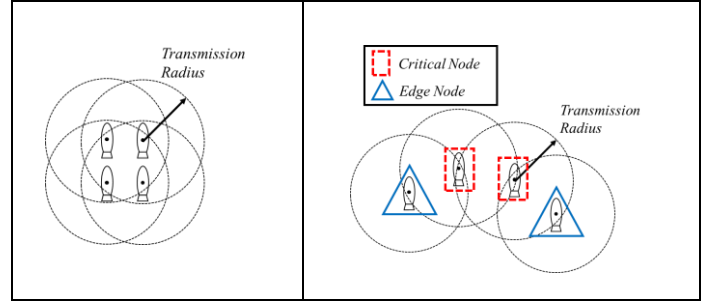 Transmission
Radius
Critical Node
Edge Node
Transmission
Radius